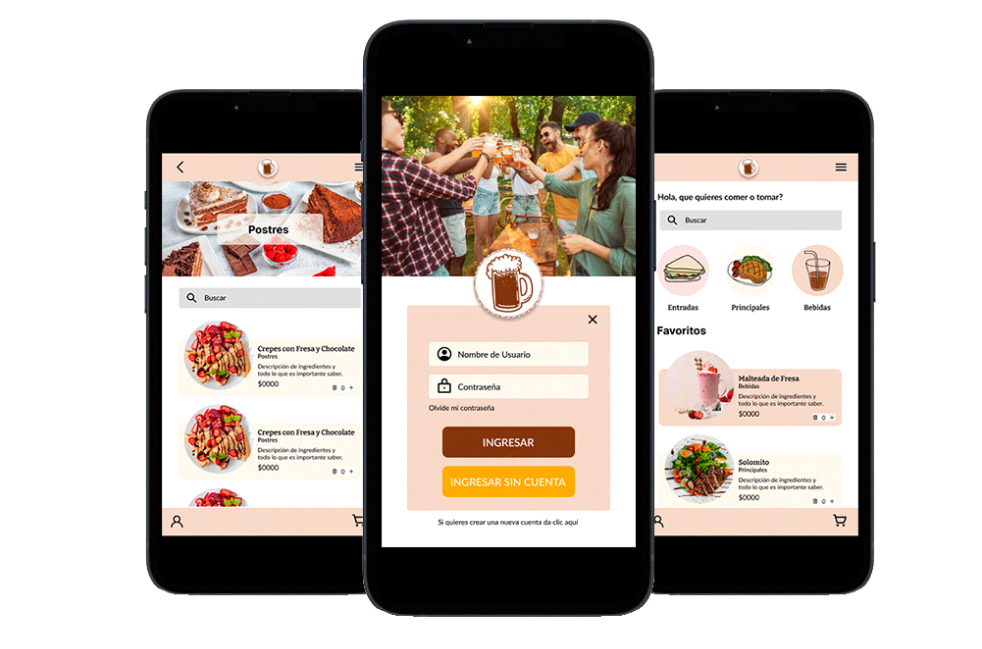 Postres
Buscar
Crepes con Fresa y Chocolate
Postres
Descripción de ingredientes y
todo lo que es importante saber.
$0000
0 +
Crepes con Fresa y Chocolate
Postres
Descripción de ingredientes y
todo lo que es importante saber.
$0000
0 +
Nombre de Usuario
Contraseña
Olvide mi contraseña
INGRESAR
INGRESAR SIN CUENTA
Si quieres crear una nueva cuenta da clic aquí
Hola, que quieres comer o tomar?
Buscar
Entradas
Principales
Bebidas
Favoritos
Malteada de Fresa
Bebidas
Descripción de ingredientes y
todo lo que es importante saber.
$0000
0 +
Solomito
Principales
Descripción de ingredientes y
todo lo que es importante saber.
$0000
0 +